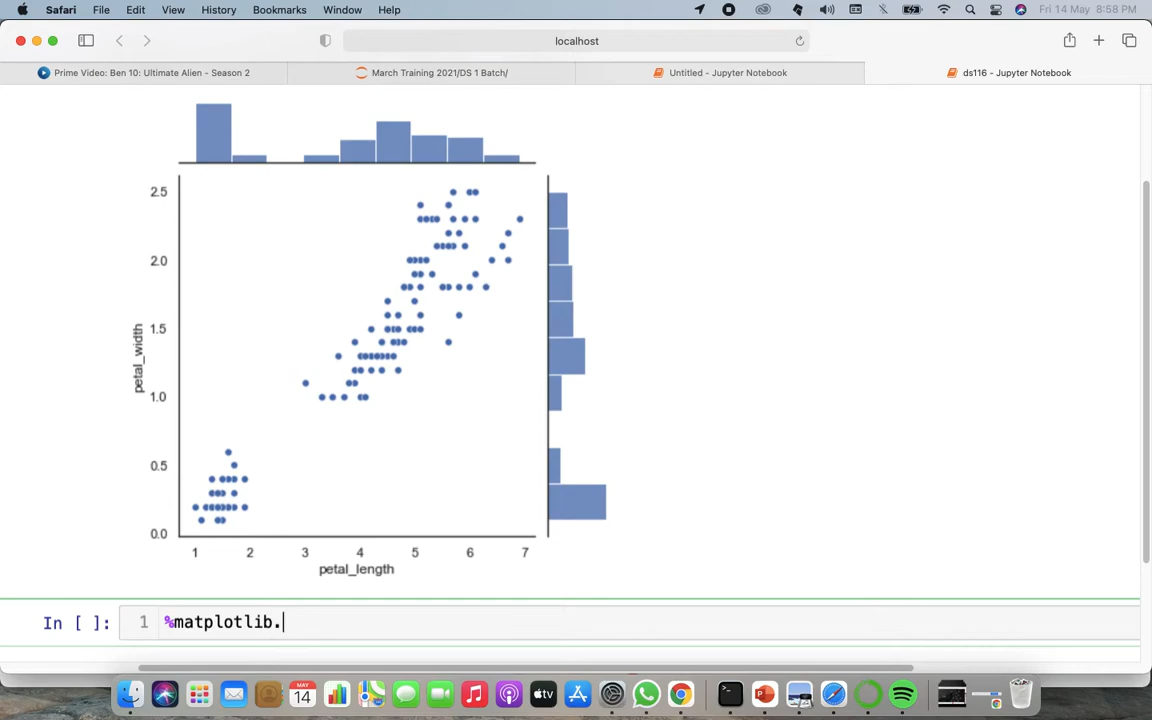 Safari File Edit View History Bookmarks Window Help Fri 14 May 8:58 PM
localhost
Prime Video: Ben 10: Ultimate Alien - Season 2 March Training 2021/DS 1 Batch/ Untitled - Jupyter Notebook ds116 - Jupyter Notebook
2.5
2.0
1.5
petal_width
1.0
0.5
0.0
1 2 3 4 5 6 7
petal_length
In [ ]: 1 %matplotlib.
MAY
14
tv